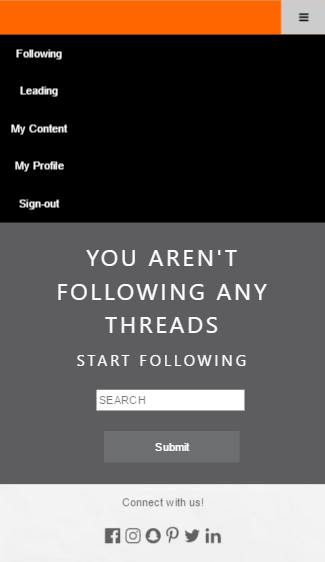 Following
Leading
My Content
My Profile
Sign-out
YOU AREN'T
FOLLOWING ANY
THREADS
START FOLLOWING
SEARCH
Submit
Connect with us!